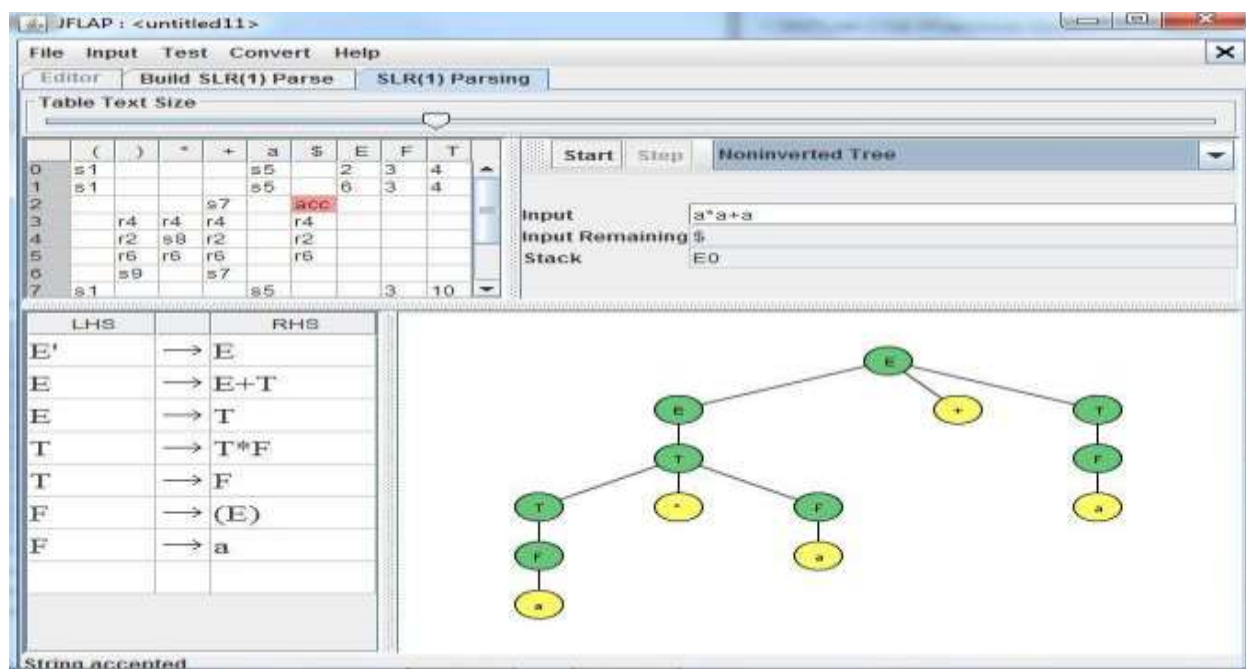 JFLAP : <untitled11>
File Input Test Convert Help
Editor Build SLR(1) Parse SLR(1) Parsing
Table Text Size
( ) * + a $ E F T
0 s1 s5 2 3 4
1 s1 s5 6 3 4
2 s7 acc
3 r4 r4 r4 r4
4 r2 s8 r2 r2
5 r6 r6 r6 r6
6 s9 s7
7 s1 s5 3 10
Start Step Noninverted Tree
Input a*a+a
Input Remaining $
Stack E0
LHS RHS
E' → E
E → E+T
E → T
T → T*F
T → F
F → (E)
F → a
E
E + T
T F
T * F a
F a
a
String accepted